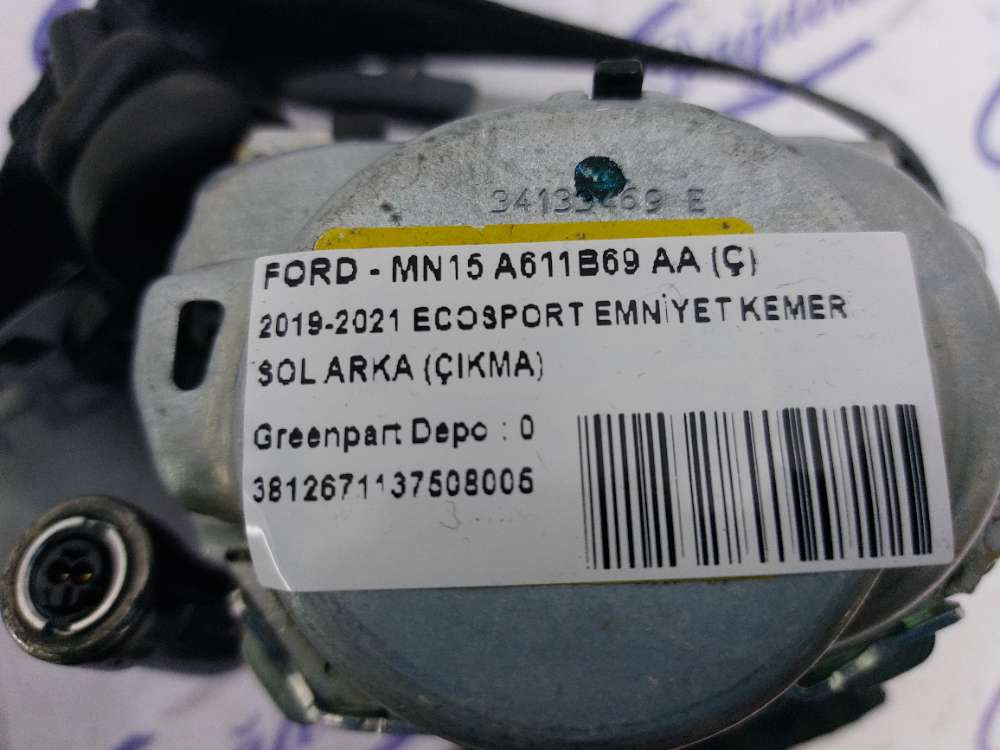 FORD - MN15 A611B69 AA (Ç)
2019-2021 ECOSPORT EMNİYET KEMER
SOL ARKA (ÇIKMA)
Greenpart Depo : 0
3812671137508005